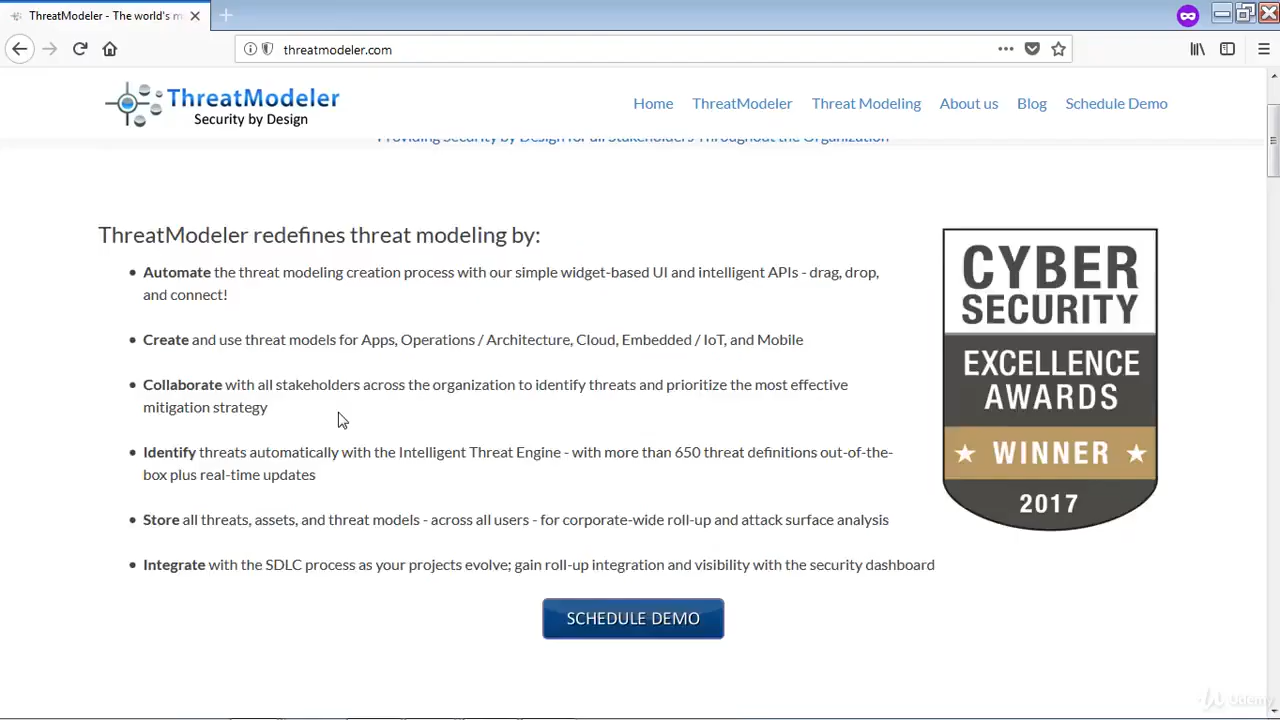 ThreatModeler - The world's m
threatmodeler.com
ThreatModeler
Security by Design
Home ThreatModeler Threat Modeling About us Blog Schedule Demo
Providing Security by Design for all Stakeholders Throughout the Organization
ThreatModeler redefines threat modeling by:
• Automate the threat modeling creation process with our simple widget-based UI and intelligent APIs - drag, drop,
and connect!
• Create and use threat models for Apps, Operations / Architecture, Cloud, Embedded / IoT, and Mobile
• Collaborate with all stakeholders across the organization to identify threats and prioritize the most effective
mitigation strategy
• Identify threats automatically with the Intelligent Threat Engine - with more than 650 threat definitions out-of-the-
box plus real-time updates
• Store all threats, assets, and threat models - across all users - for corporate-wide roll-up and attack surface analysis
• Integrate with the SDLC process as your projects evolve; gain roll-up integration and visibility with the security dashboard
SCHEDULE DEMO
CYBER
SECURITY
EXCELLENCE
AWARDS
WINNER
2017
Udemy